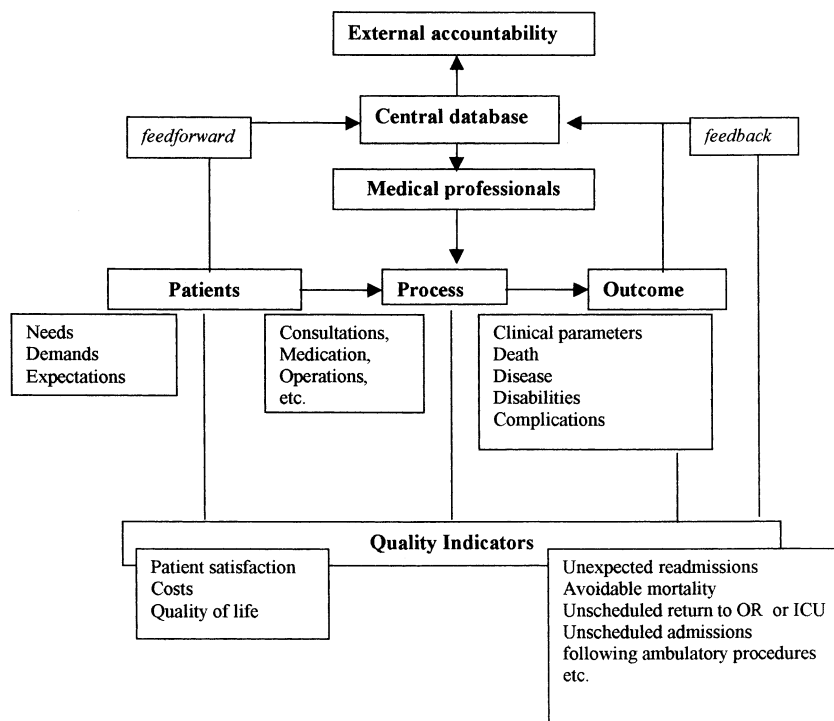 External accountability
Central database
feedforward
feedback
Medical professionals
Patients
Process
Outcome
Needs
Demands
Expectations
Consultations,
Medication,
Operations,
etc.
Clinical parameters
Death
Disease
Disabilities
Complications
Quality Indicators
Patient satisfaction
Costs
Quality of life
Unexpected readmissions
Avoidable mortality
Unscheduled return to OR or ICU
Unscheduled admissions
following ambulatory procedures
etc.